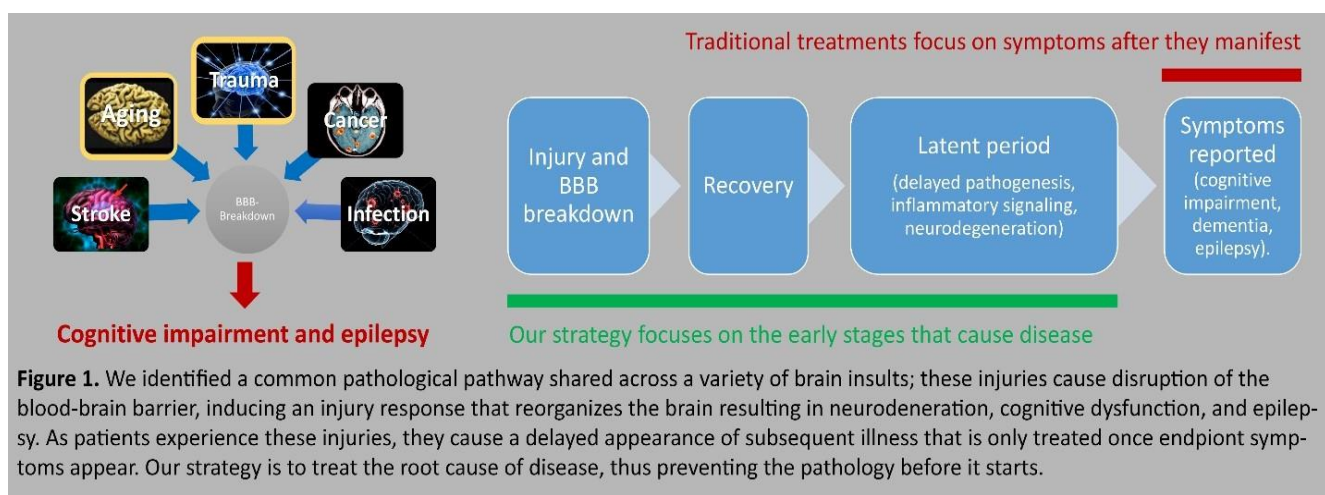 Traditional treatments focus on symptoms after they manifest
Trauma
Aging
Cancer
Stroke
BBB-
Breakdown
Infection
Cognitive impairment and epilepsy
Injury and
BBB
breakdown
Recovery
Latent period
(delayed pathogenesis,
inflammatory signaling,
neurodegeneration)
Symptoms
reported
(cognitive
impairment,
dementia,
epilepsy).
Our strategy focuses on the early stages that cause disease
Figure 1. We identified a common pathological pathway shared across a variety of brain insults; these injuries cause disruption of the
blood-brain barrier, inducing an injury response that reorganizes the brain resulting in neurodeneration, cognitive dysfunction, and epilep-
sy. As patients experience these injuries, they cause a delayed appearance of subsequent illness that is only treated once endpiont symp-
toms appear. Our strategy is to treat the root cause of disease, thus preventing the pathology before it starts.